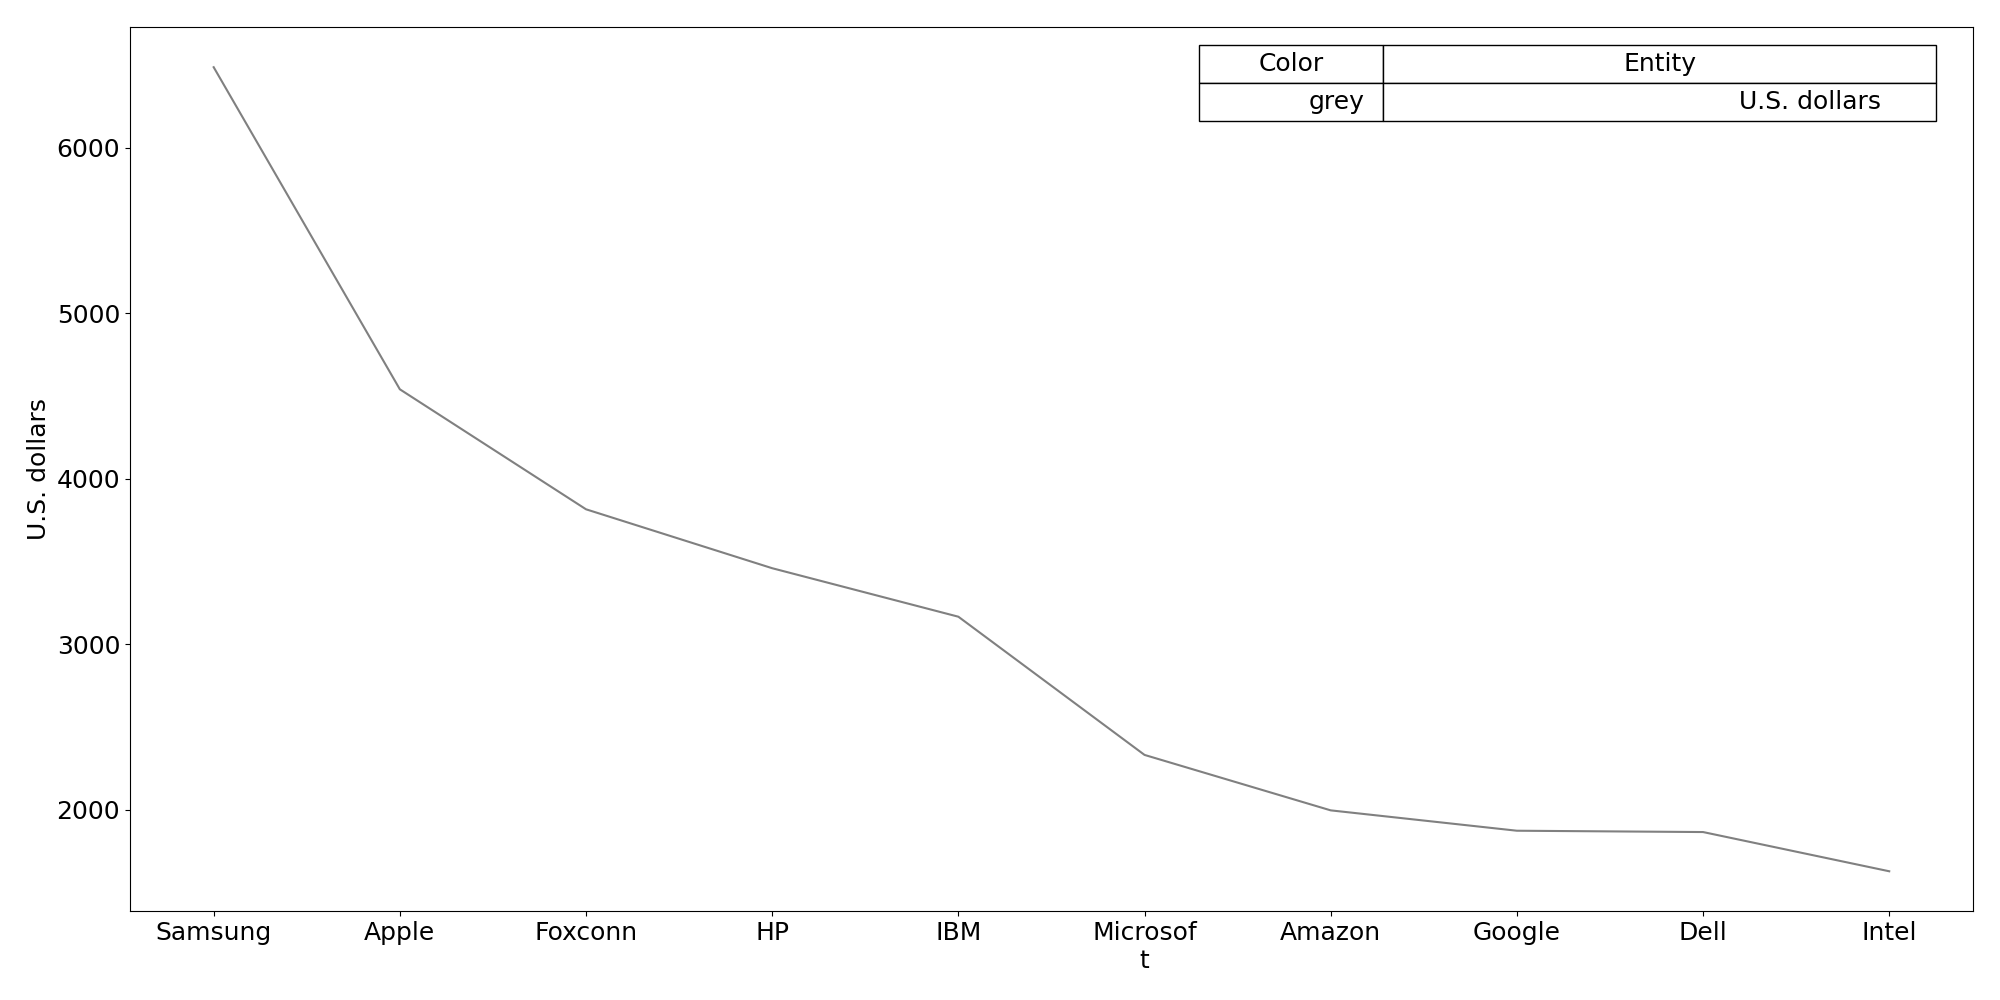 Color Entity
grey U.S. dollars
6000
5000
4000
3000
2000
U.S. dollars
Samsung Apple Foxconn HP IBM Microsof Amazon Google Dell Intel
t